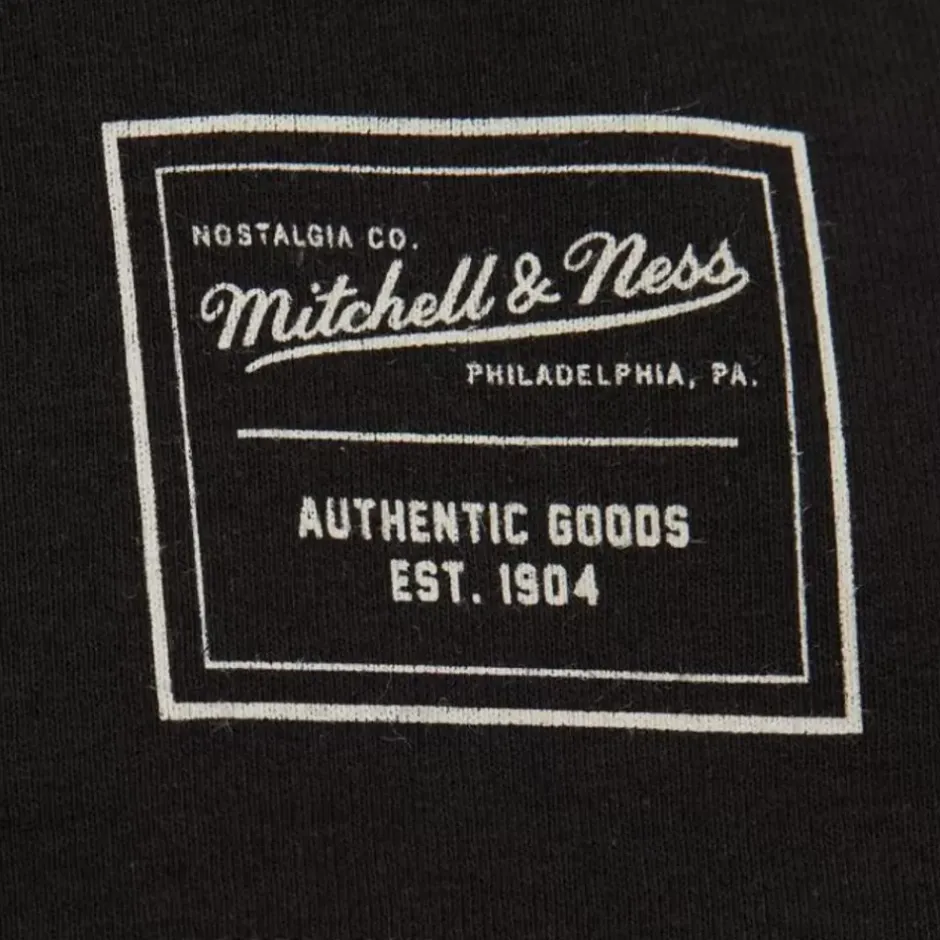 NOSTALGIA CO.
Mitchell & Ness
PHILADELPHIA, PA.
AUTHENTIC GOODS
EST. 1904